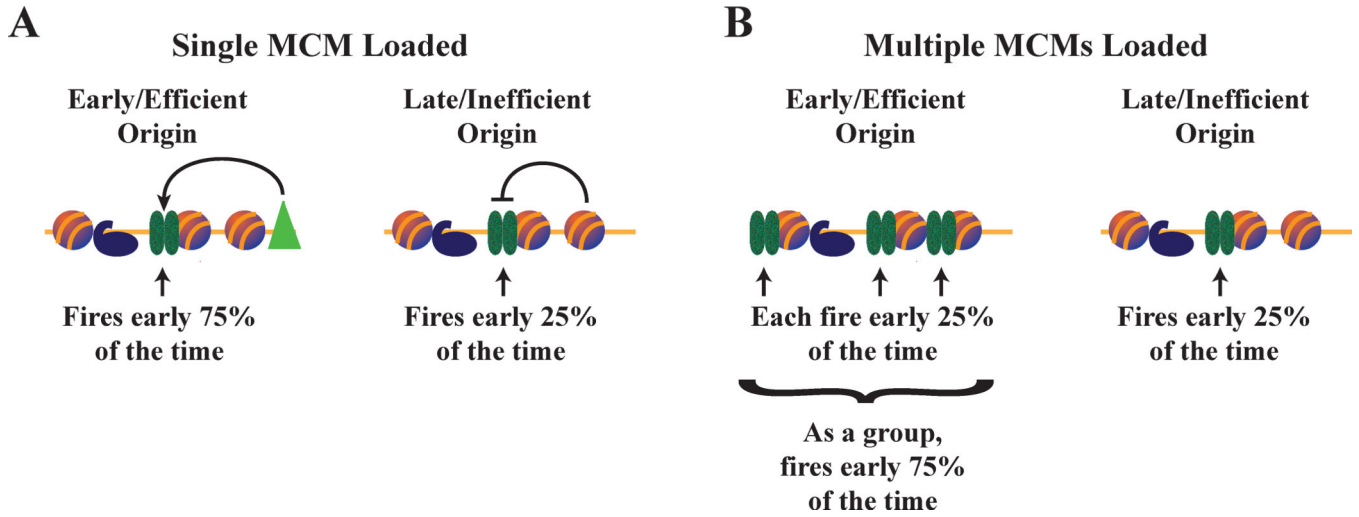 A
Single MCM Loaded
Early/Efficient
Origin
Late/Inefficient
Origin
Fires early 75%
of the time
Fires early 25%
of the time
B
Multiple MCMs Loaded
Early/Efficient
Origin
Late/Inefficient
Origin
Each fire early 25%
of the time
Fires early 25%
of the time
As a group,
fires early 75%
of the time